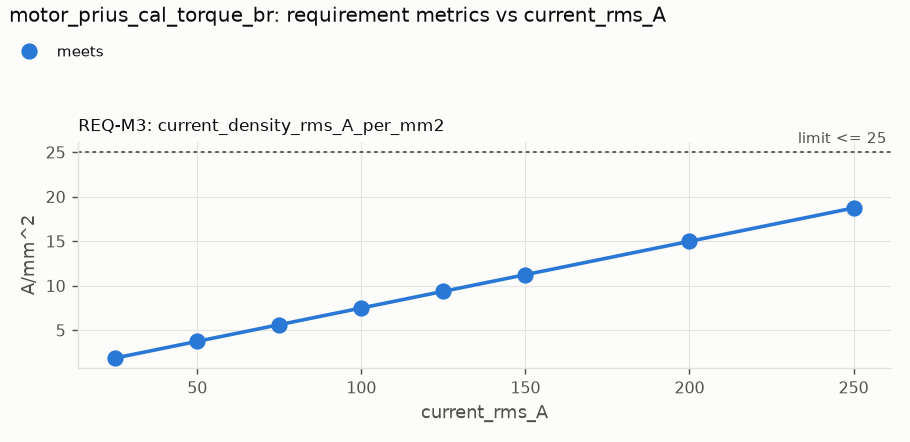 motor_prius_cal_torque_br: requirement metrics vs current_rms_A
meets
REQ-M3: current_density_rms_A_per_mm2
limit <= 25
25
20
15
10
5
A/mm^2
50 100 150 200 250
current_rms_A